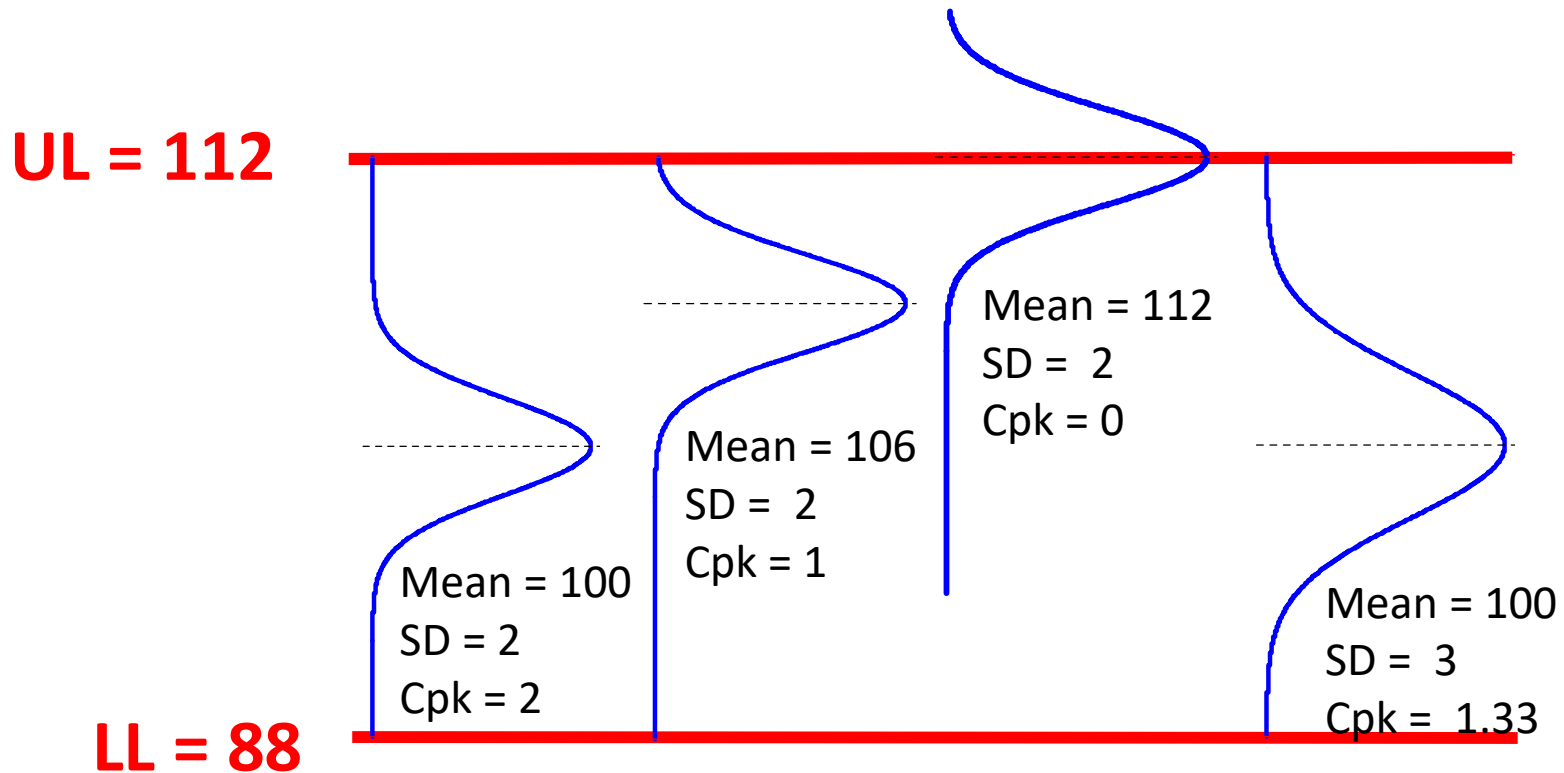 UL = 112
Mean = 100
SD = 2
Cpk = 2
Mean = 106
SD =  2
Cpk = 1
Mean = 112
SD =  2
Cpk = 0
Mean = 100
SD =  3
Cpk =  1.33
LL = 88